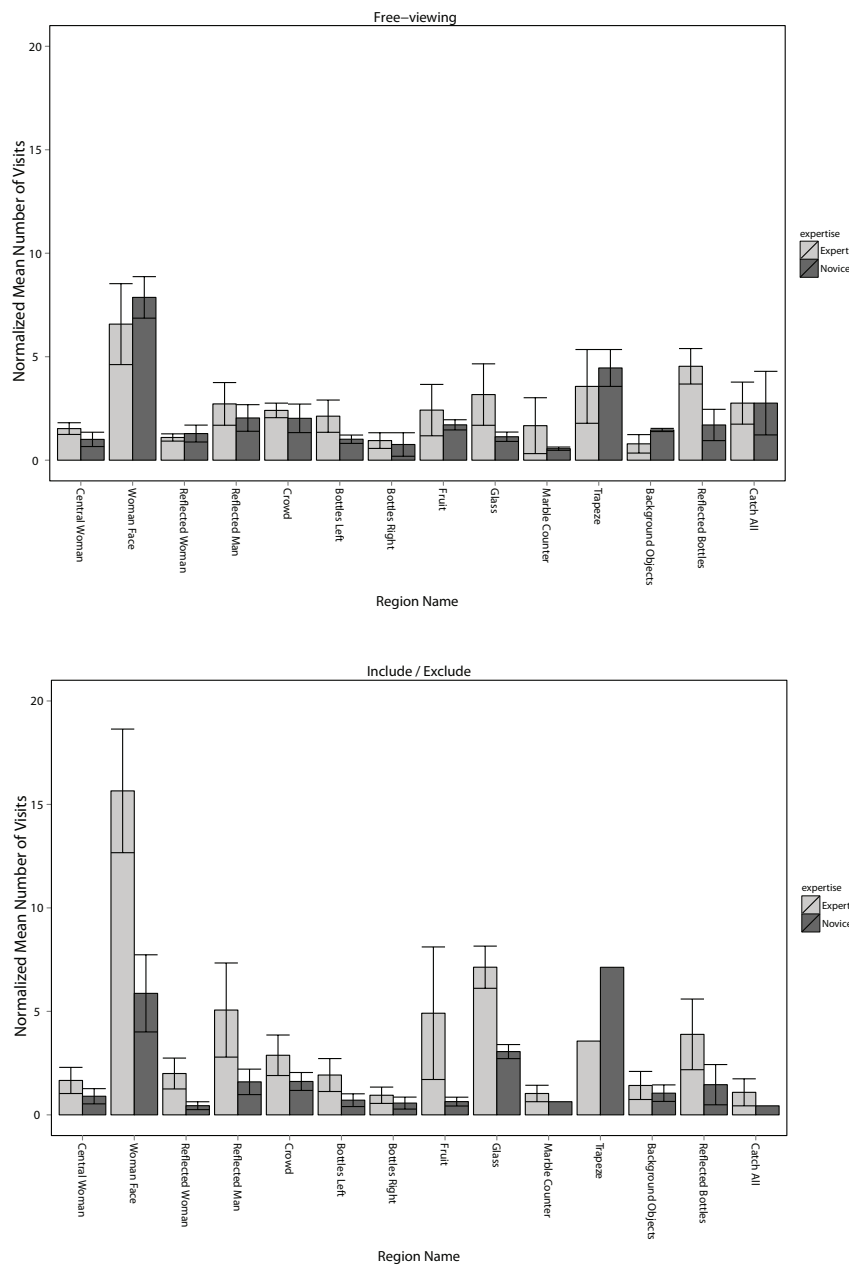 Free−viewing
Normalized Mean Number of Visits
20
15
10
5
0
Central Woman
Woman Face
Reflected Woman
Reflected Man
Crowd
Bottles Left
Bottles Right
Fruit
Glass
Marble Counter
Trapeze
Background Objects
Reflected Bottles
Catch All
Region Name
expertise
Expert
Novice
Include / Exclude
Normalized Mean Number of Visits
20
15
10
5
0
Central Woman
Woman Face
Reflected Woman
Reflected Man
Crowd
Bottles Left
Bottles Right
Fruit
Glass
Marble Counter
Trapeze
Background Objects
Reflected Bottles
Catch All
Region Name
expertise
Expert
Novice